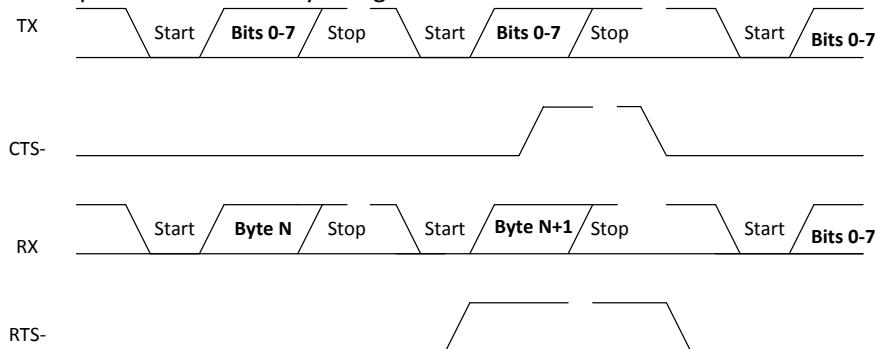 TX
Start Bits 0-7 Stop Start Bits 0-7 Stop Start Bits 0-7
CTS-
RX
Start Byte N Stop Start Byte N+1 Stop Start Bits 0-7
RTS-